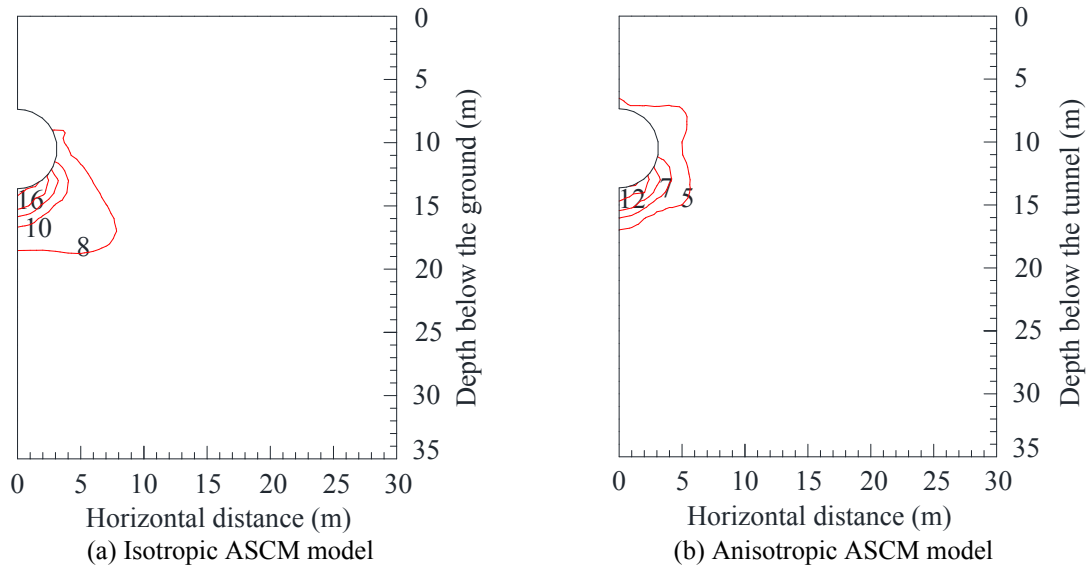 0
5
10
15
20
25
30
35
Depth below the ground (m)
16
10
8
0 5 10 15 20 25 30
Horizontal distance (m)
(a) Isotropic ASCM model
0
5
10
15
20
25
30
35
Depth below the tunnel (m)
12
7
5
0 5 10 15 20 25 30
Horizontal distance (m)
(b) Anisotropic ASCM model